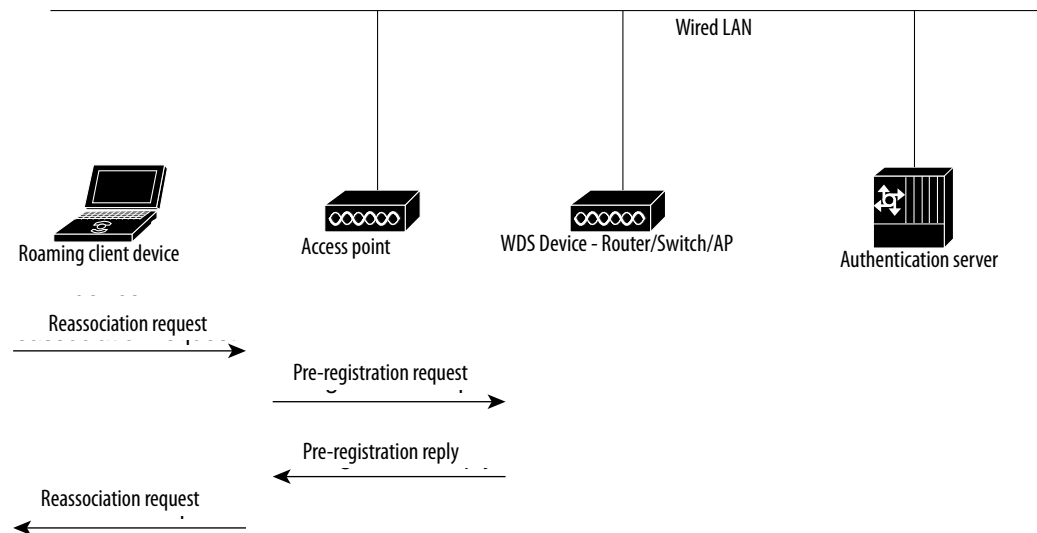 Wired LAN
Roaming client device
Access point
WDS Device - Router/Switch/AP
Authentication server
Reassociation request
Pre-registration request
Pre-registration reply
Reassociation request